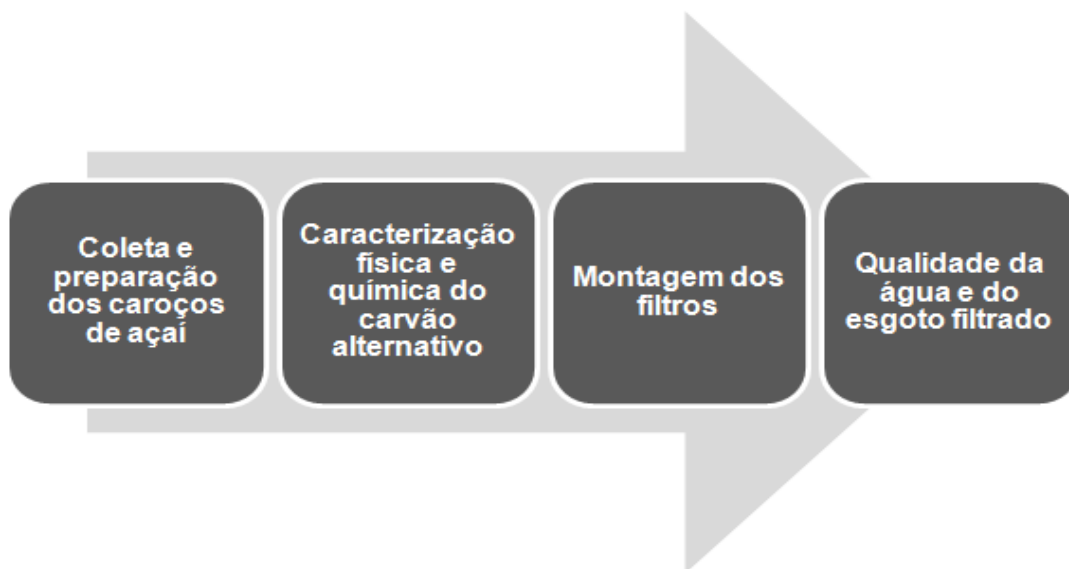 Coleta e
preparação
dos caroços
de açaí
Caracterização
física e
química do
carvão
alternativo
Montagem dos
filtros
Qualidade da
água e do
esgoto filtrado